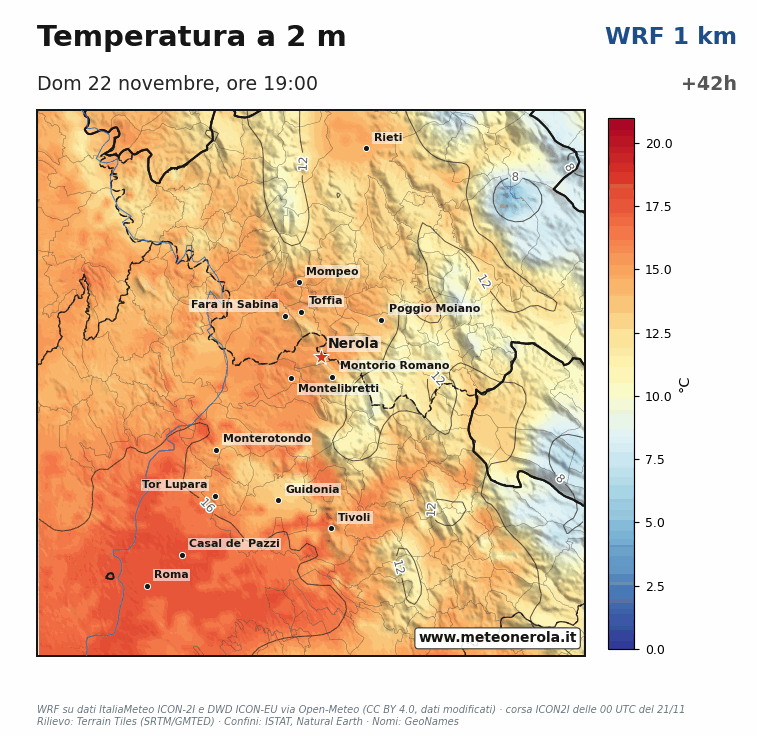 Temperatura a 2 m
WRF 1 km
Dom 22 novembre, ore 19:00
+42h
Rieti
12
8
8
20.0
17.5
15.0
12.5
10.0
7.5
5.0
2.5
0.0
°C
Mompeo
12
Fara in Sabina
Toffia
Poggio Moiano
Nerola
Montorio Romano
12
Montelibretti
Monterotondo
8
Tor Lupara
16
Guidonia
12
Tivoli
Casal de' Pazzi
12
Roma
www.meteonerola.it
WRF su dati ItaliaMeteo ICON-2I e DWD ICON-EU via Open-Meteo (CC BY 4.0, dati modificati) · corsa ICON2I delle 00 UTC del 21/11
Rilievo: Terrain Tiles (SRTM/GMTED) · Confini: ISTAT, Natural Earth · Nomi: GeoNames